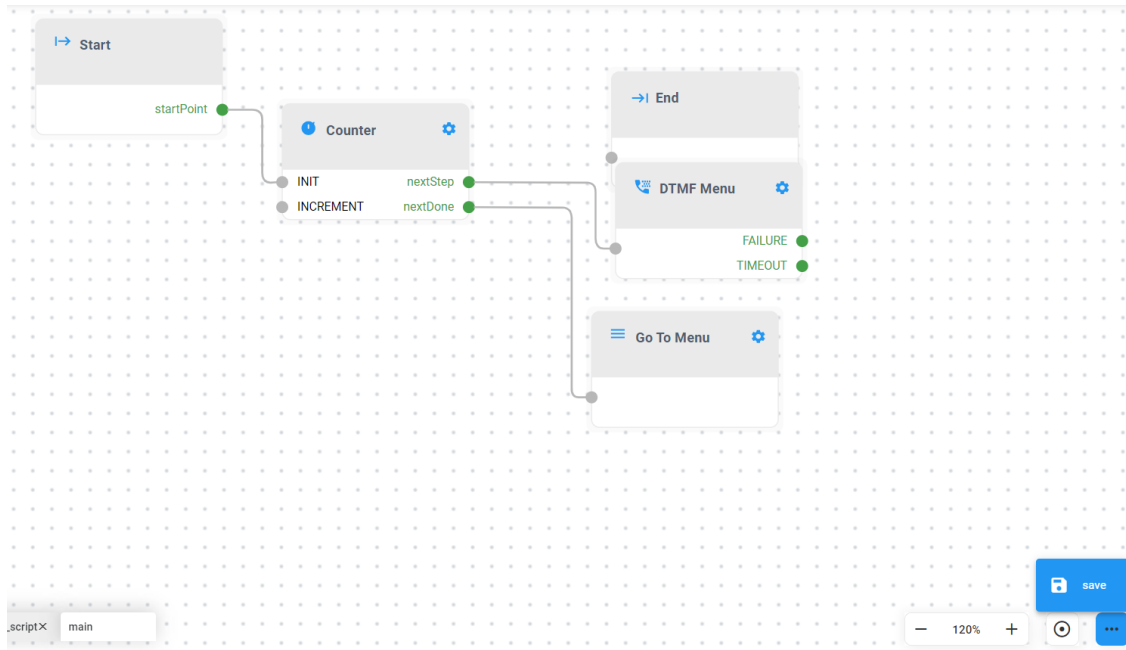 Start
startPoint
Counter
INIT nextStep
INCREMENT nextDone
End
DTMF Menu
FAILURE
TIMEOUT
Go To Menu
save
_script× main
− 120% +